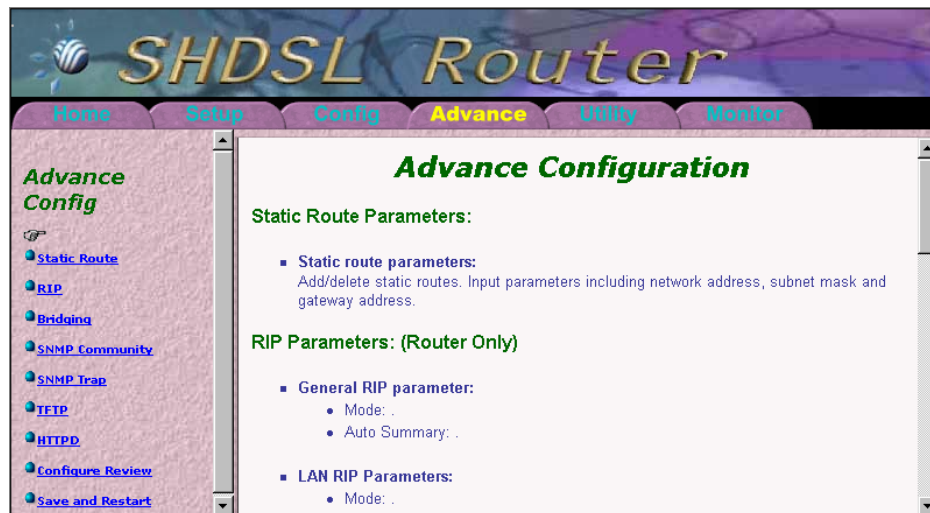 SHDSL Router
Home Setup Config Advance Utility Monitor
Advance
Config
Static Route
RIP
Bridging
SNMP Community
SNMP Trap
TFTP
HTTPD
Configure Review
Save and Restart
Advance Configuration
Static Route Parameters:
Static route parameters:
Add/delete static routes. Input parameters including network address, subnet mask and
gateway address.
RIP Parameters: (Router Only)
General RIP parameter:
Mode: .
Auto Summary: .
LAN RIP Parameters:
Mode: .